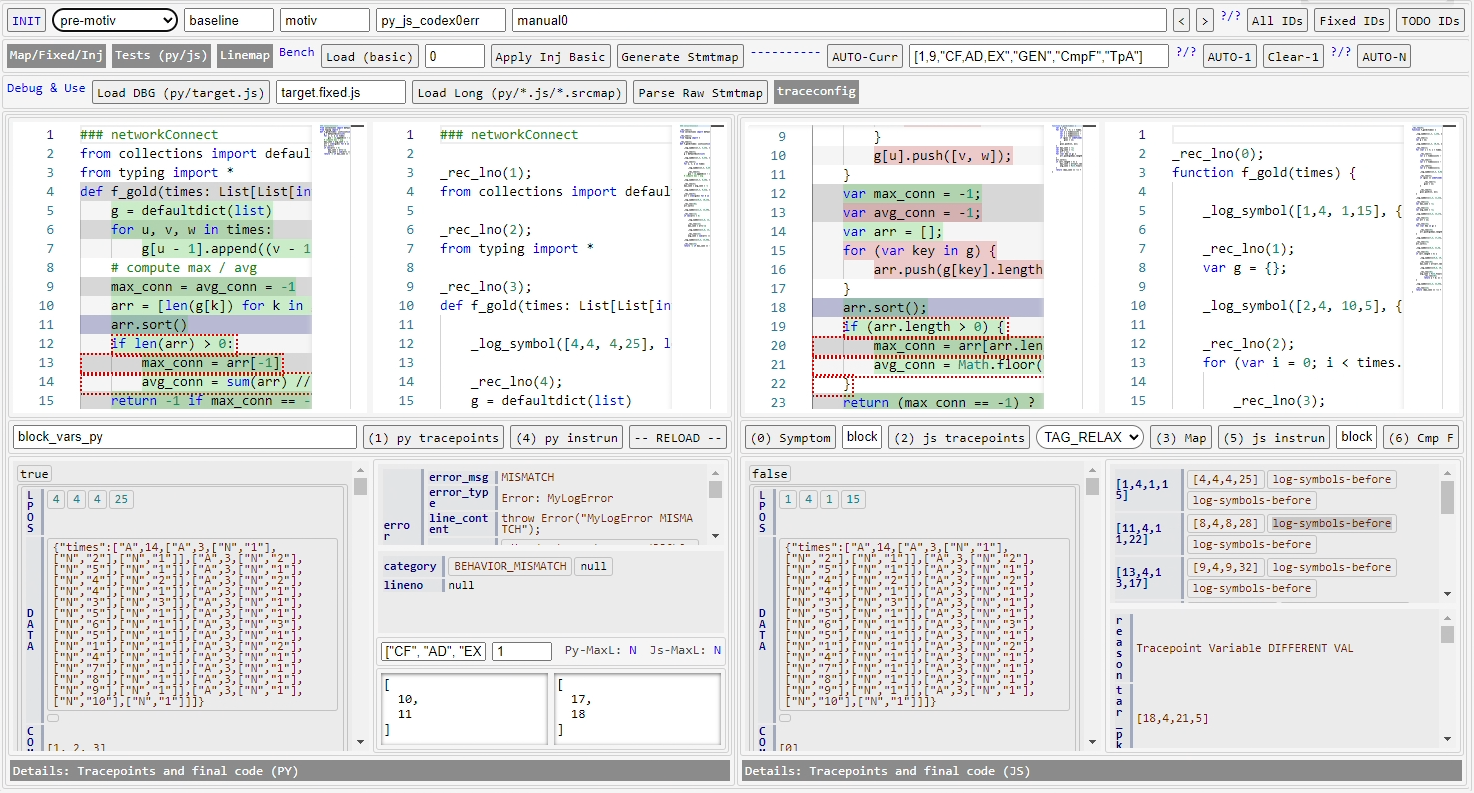 INIT pre-motiv baseline motiv py_js_codex0err manual0 < > ?/? All IDs Fixed IDs TODO IDs
Map/Fixed/Inj Tests (py/js) Linemap Bench Load (basic) 0 Apply Inj Basic Generate Stmtmap ---------- AUTO-Curr [1,9,"CF,AD,EX","GEN","CmpF","TpA"] ?/? AUTO-1 Clear-1 ?/? AUTO-N
Debug & Use Load DBG (py/target.js) target.fixed.js Load Long (py/*.js/*.srcmap) Parse Raw Stmtmap traceconfig
1 ### networkConnect
2 from collections import defaul
3 from typing import *
4 def f_gold(times: List[List[in
5 g = defaultdict(list)
6 for u, v, w in times:
7 g[u - 1].append((v - 1
8 # compute max / avg
9 max_conn = avg_conn = -1
10 arr = [len(g[k]) for k in
11 arr.sort()
12 if len(arr) > 0:
13 max_conn = arr[-1]
14 avg_conn = sum(arr) //
15 return -1 if max_conn == -
1 ### networkConnect
2
3 _rec_lno(1);
4 from collections import defaul
5
6 _rec_lno(2);
7 from typing import *
8
9 _rec_lno(3);
10 def f_gold(times: List[List[in
11
12 _log_symbol([4,4, 4,25], l
13
14 _rec_lno(4);
15 g = defaultdict(list)
9 }
10 g[u].push([v, w]);
11 }
12 var max_conn = -1;
13 var avg_conn = -1;
14 var arr = [];
15 for (var key in g) {
16 arr.push(g[key].length
17 }
18 arr.sort();
19 if (arr.length > 0) {
20 max_conn = arr[arr.len
21 avg_conn = Math.floor(
22 }
23 return (max_conn == -1) ?
1
2 _rec_lno(0);
3 function f_gold(times) {
4
5 _log_symbol([1,4, 1,15], {
6
7 _rec_lno(1);
8 var g = {};
9
10 _log_symbol([2,4, 10,5], {
11
12 _rec_lno(2);
13 for (var i = 0; i < times.
14
15 _rec_lno(3);
block_vars_py (1) py tracepoints (4) py instrun -- RELOAD --
(0) Symptom block (2) js tracepoints TAG_RELAX (3) Map (5) js instrun block (6) Cmp F
true
LPOS 4 4 4 25
DATA
{"times":["A",14,["A",3,["N","1"],
["N","2"],["N","1"]],["A",3,["N","2"],
["N","5"],["N","1"]],["A",3,["N","1"],
["N","4"],["N","2"]],["A",3,["N","2"],
["N","4"],["N","1"]],["A",3,["N","1"],
["N","3"],["N","3"]],["A",3,["N","1"],
["N","5"],["N","1"]],["A",3,["N","1"],
["N","6"],["N","1"]],["A",3,["N","3"],
["N","5"],["N","1"]],["A",3,["N","2"],
["N","1"],["N","1"]],["A",3,["N","1"],
["N","4"],["N","1"]],["A",3,["N","1"],
["N","7"],["N","1"]],["A",3,["N","1"],
["N","8"],["N","1"]],["A",3,["N","1"],
["N","9"],["N","1"]],["A",3,["N","1"],
["N","10"],["N","1"]]]}
[1, 2, 3]
error
error_msg MISMATCH
error_type Error: MyLogError
line_content throw Error("MyLogError MISMA
TCH");
category BEHAVIOR_MISMATCH null
lineno null
["CF", "AD", "EX 1 Py-MaxL: N Js-MaxL: N
[
10,
11
]
[
17,
18
]
Details: Tracepoints and final code (PY)
false
LPOS 1 4 1 15
DATA
{"times":["A",14,["A",3,["N","1"],
["N","2"],["N","1"]],["A",3,["N","2"],
["N","5"],["N","1"]],["A",3,["N","1"],
["N","4"],["N","2"]],["A",3,["N","2"],
["N","4"],["N","1"]],["A",3,["N","1"],
["N","3"],["N","3"]],["A",3,["N","1"],
["N","5"],["N","1"]],["A",3,["N","1"],
["N","6"],["N","1"]],["A",3,["N","3"],
["N","5"],["N","1"]],["A",3,["N","2"],
["N","1"],["N","1"]],["A",3,["N","1"],
["N","4"],["N","1"]],["A",3,["N","1"],
["N","7"],["N","1"]],["A",3,["N","1"],
["N","8"],["N","1"]],["A",3,["N","1"],
["N","9"],["N","1"]],["A",3,["N","1"],
["N","10"],["N","1"]]]}
[0]
[1,4,1,15] [4,4,4,25] log-symbols-before
log-symbols-before
[11,4,11,22] [8,4,8,28] log-symbols-before
log-symbols-before
[13,4,13,17] [9,4,9,32] log-symbols-before
log-symbols-before
reason Tracepoint Variable DIFFERENT VAL
tar_pk [18,4,21,5]
Details: Tracepoints and final code (JS)